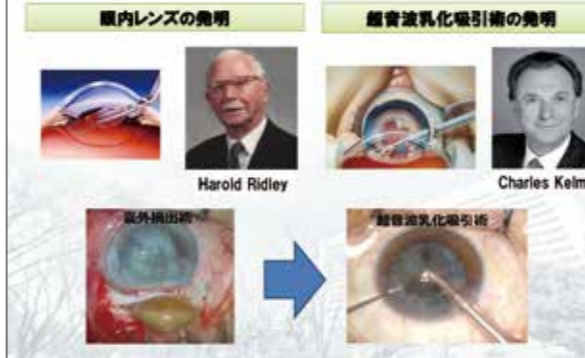 眼内レンズの発明
超音波乳化吸引術の発明
Harold Ridley
Charles Kelm
嚢外摘出術
超音波乳化吸引術